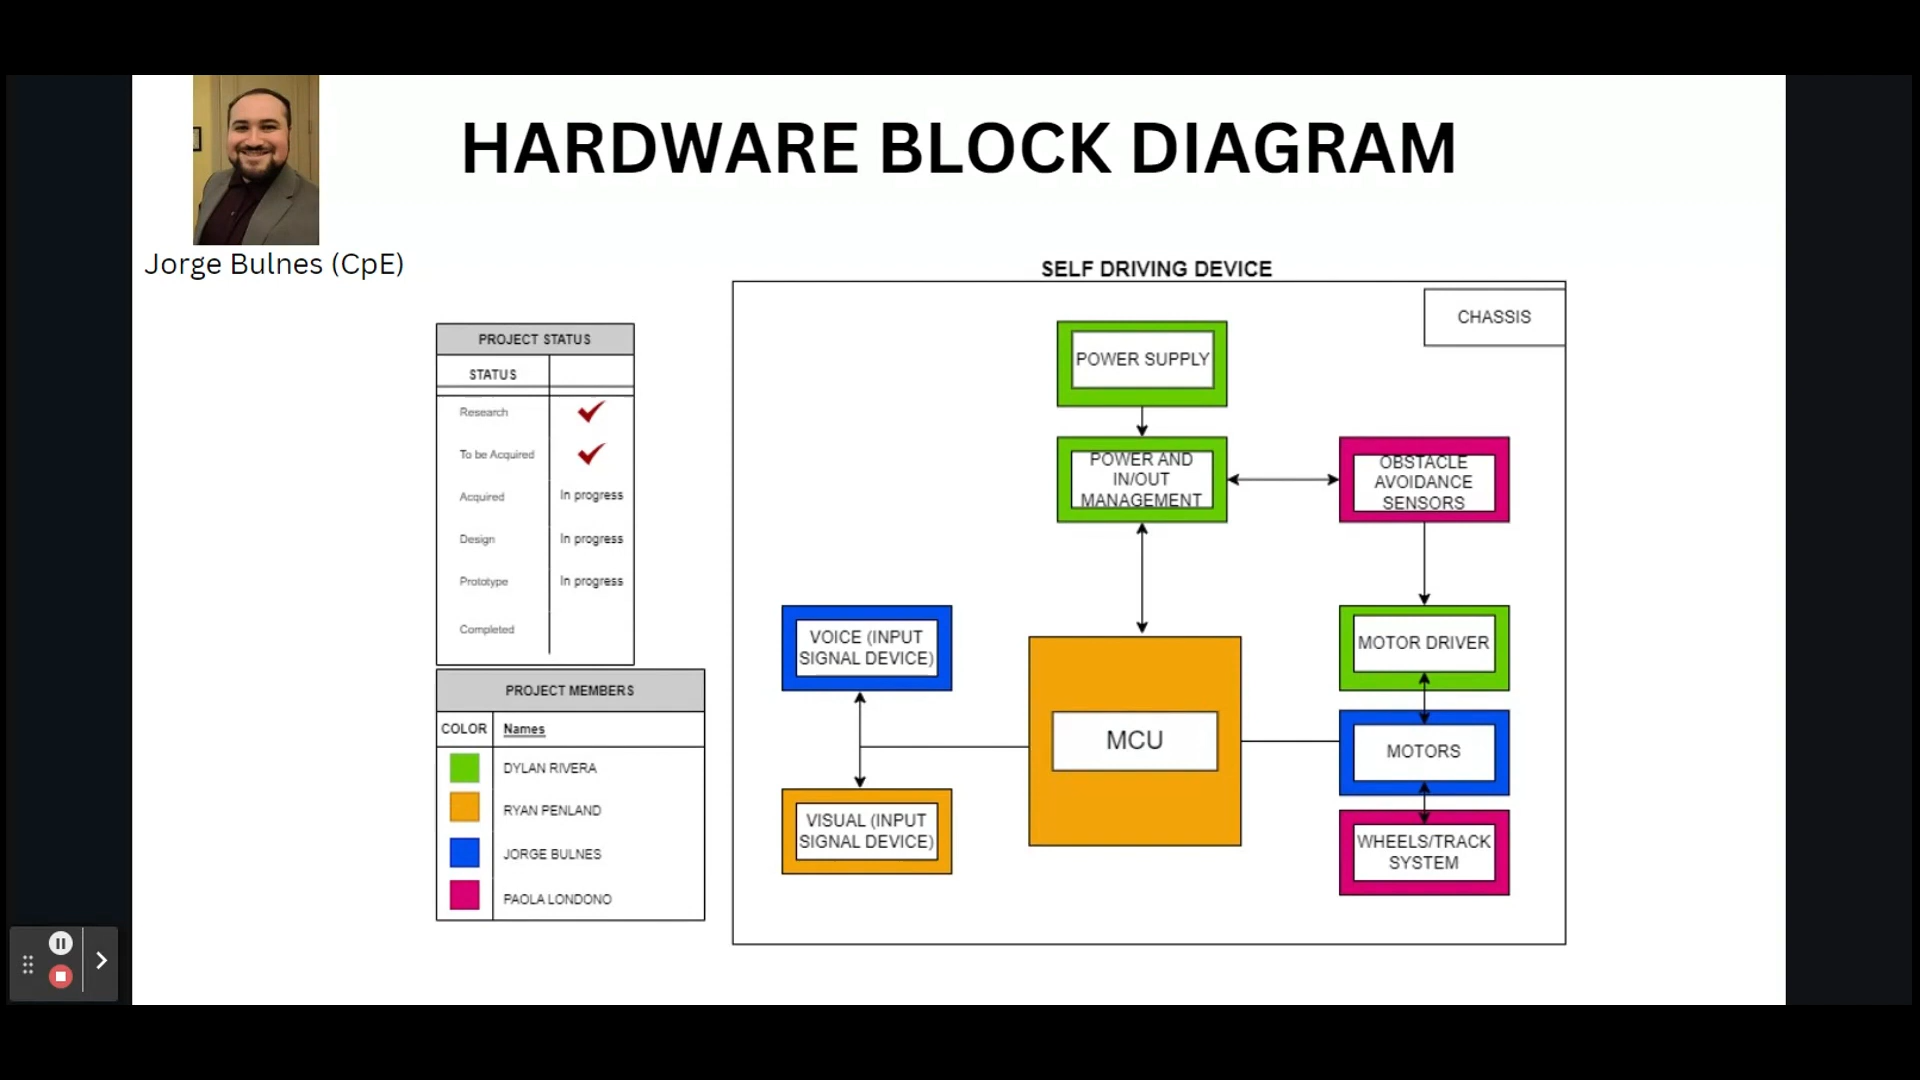 HARDWARE BLOCK DIAGRAM
Jorge Bulnes (CpE)
PROJECT STATUS
STATUS
Research
To be Acquired
Acquired In progress
Design In progress
Prototype In progress
Completed
PROJECT MEMBERS
COLOR Names
DYLAN RIVERA
RYAN PENLAND
JORGE BULNES
PAOLA LONDONO
SELF DRIVING DEVICE
CHASSIS
POWER SUPPLY
POWER AND
IN/OUT
MANAGEMENT
OBSTACLE
AVOIDANCE
SENSORS
VOICE (INPUT
SIGNAL DEVICE)
MOTOR DRIVER
MCU
MOTORS
VISUAL (INPUT
SIGNAL DEVICE)
WHEELS/TRACK
SYSTEM